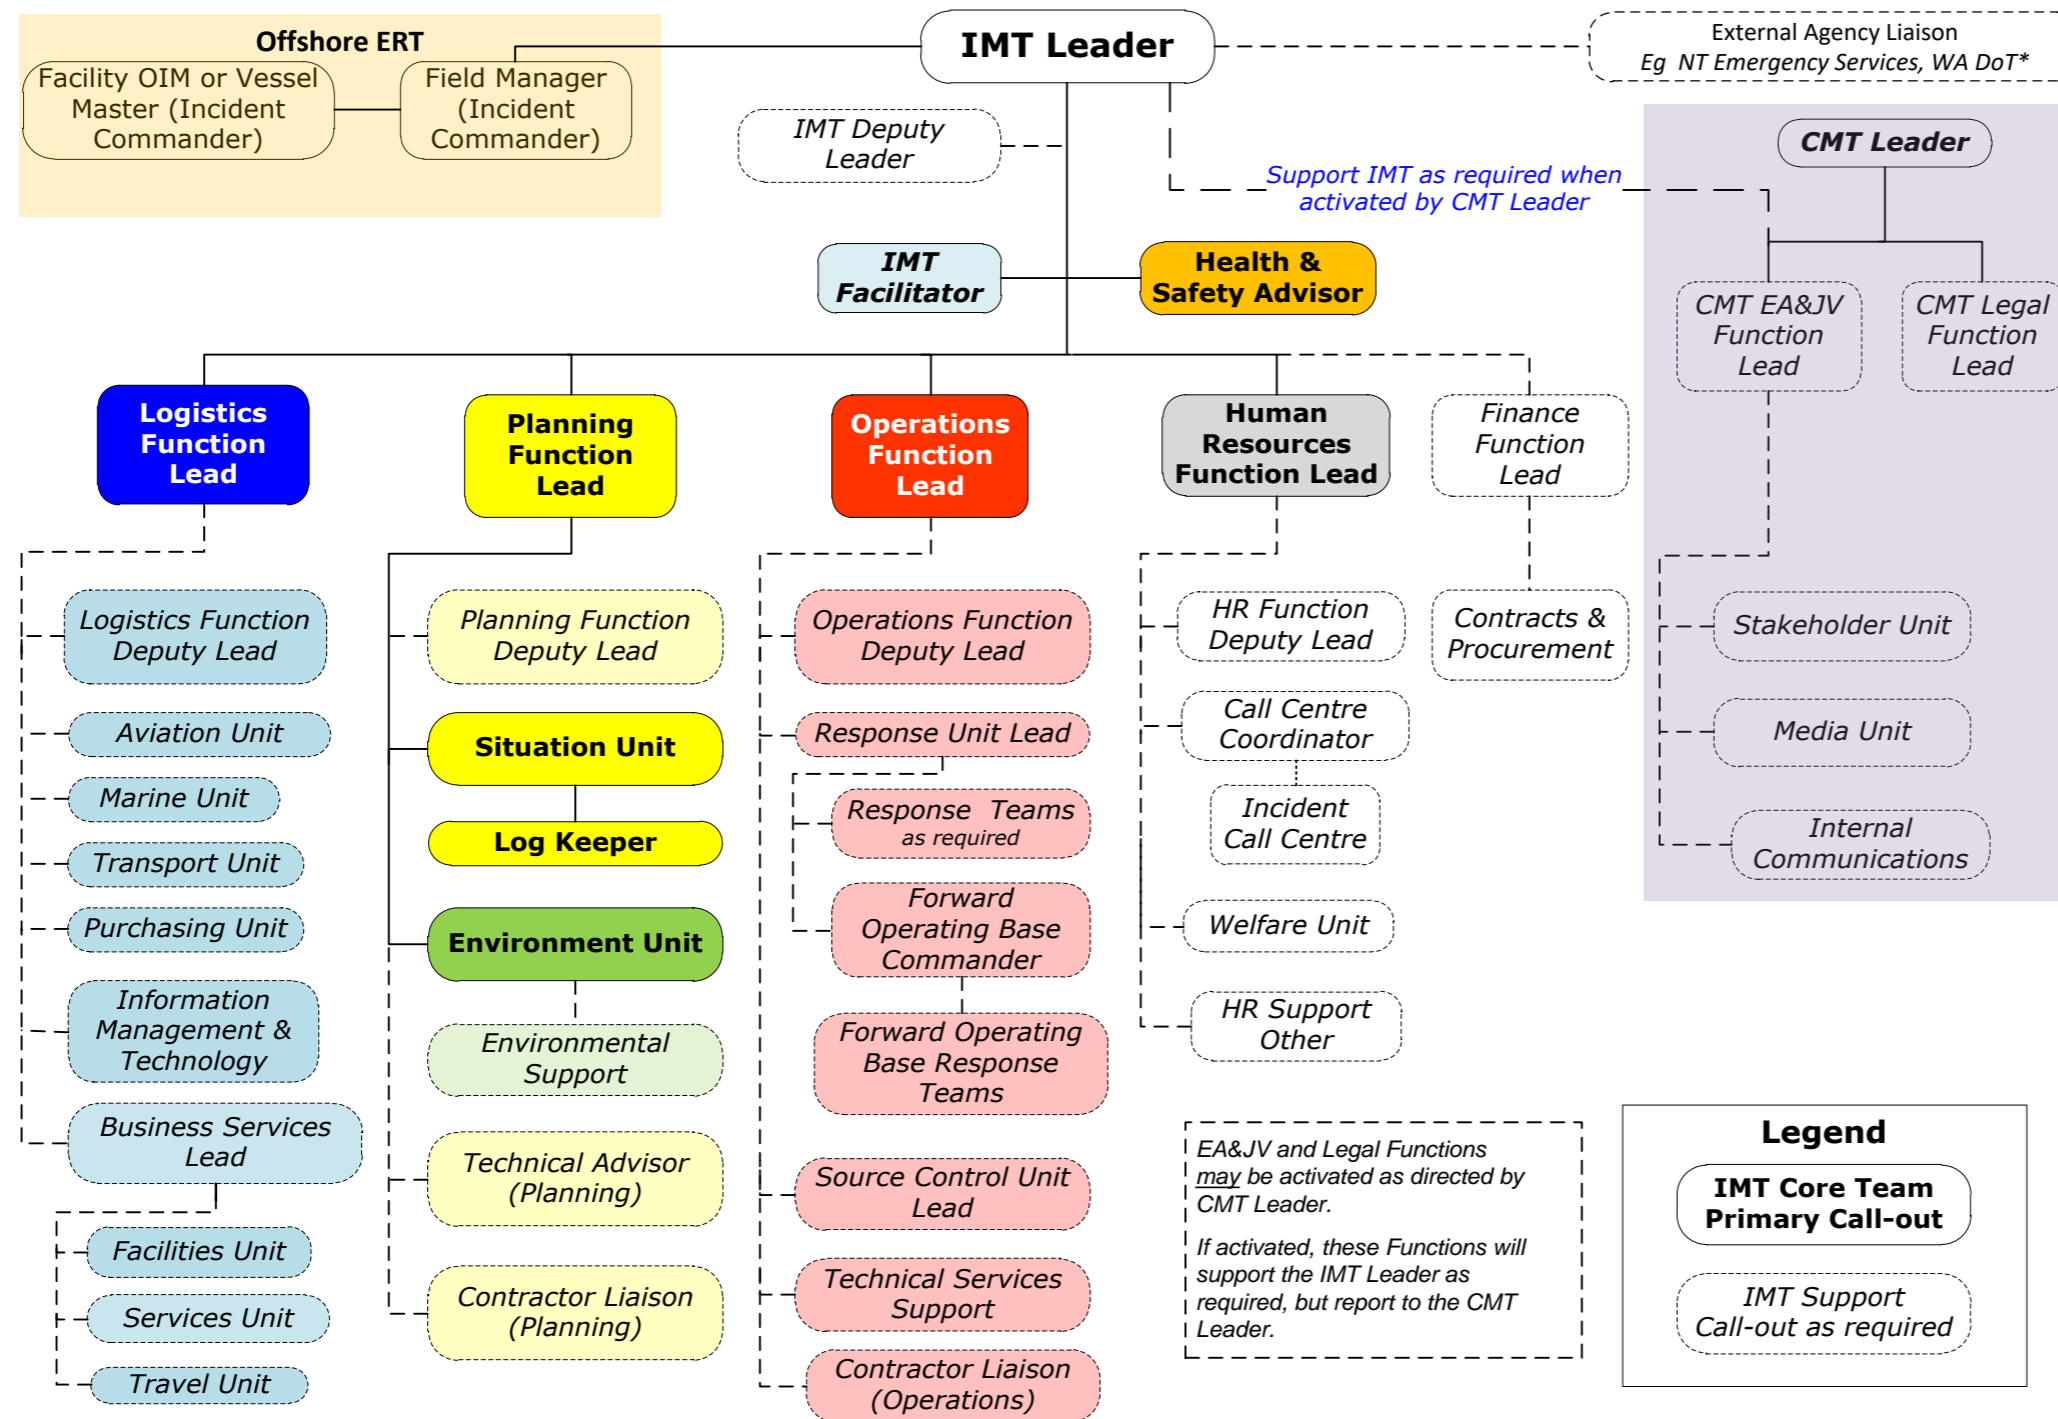 Offshore ERT
Facility OIM or Vessel
Master (Incident
Commander)
Field Manager
(Incident
Commander)
IMT Leader
External Agency Liaison
Eg NT Emergency Services, WA DoT*
IMT Deputy
Leader
Support IMT as required when
activated by CMT Leader
CMT Leader
IMT
Facilitator
Health &
Safety Advisor
CMT EA&JV
Function
Lead
CMT Legal
Function
Lead
Logistics
Function
Lead
Planning
Function
Lead
Operations
Function
Lead
Human
Resources
Function Lead
Finance
Function
Lead
Logistics Function
Deputy Lead
Aviation Unit
Marine Unit
Transport Unit
Purchasing Unit
Information
Management &
Technology
Business Services
Lead
Facilities Unit
Services Unit
Travel Unit
Planning Function
Deputy Lead
Situation Unit
Log Keeper
Environment Unit
Environmental
Support
Technical Advisor
(Planning)
Contractor Liaison
(Planning)
Operations Function
Deputy Lead
Response Unit Lead
Response Teams
as required
Forward
Operating Base
Commander
Forward Operating
Base Response
Teams
Source Control Unit
Lead
Technical Services
Support
Contractor Liaison
(Operations)
HR Function
Deputy Lead
Call Centre
Coordinator
Incident
Call Centre
Welfare Unit
HR Support
Other
Contracts &
Procurement
Stakeholder Unit
Media Unit
Internal
Communications
EA&JV and Legal Functions
may be activated as directed by
CMT Leader.
If activated, these Functions will
support the IMT Leader as
required, but report to the CMT
Leader.
Legend
IMT Core Team
Primary Call-out
IMT Support
Call-out as required